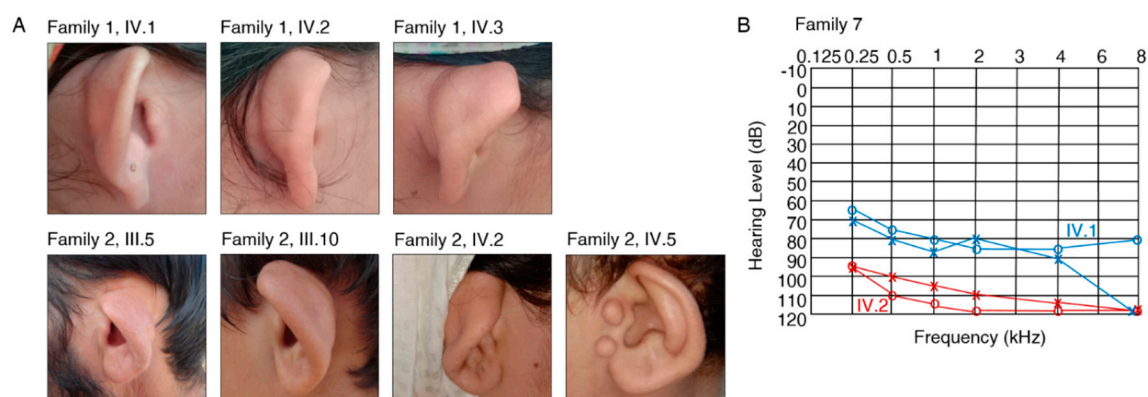 A
Family 1, IV.1
Family 1, IV.2
Family 1, IV.3
Family 2, III.5
Family 2, III.10
Family 2, IV.2
Family 2, IV.5
B
Family 7
0.125 0.25 0.5 1 2 3 4 6 8
-10
0
10
20
30
40
50
60
70
80
90
100
110
120
Hearing Level (dB)
IV.1
IV.2
Frequency (kHz)